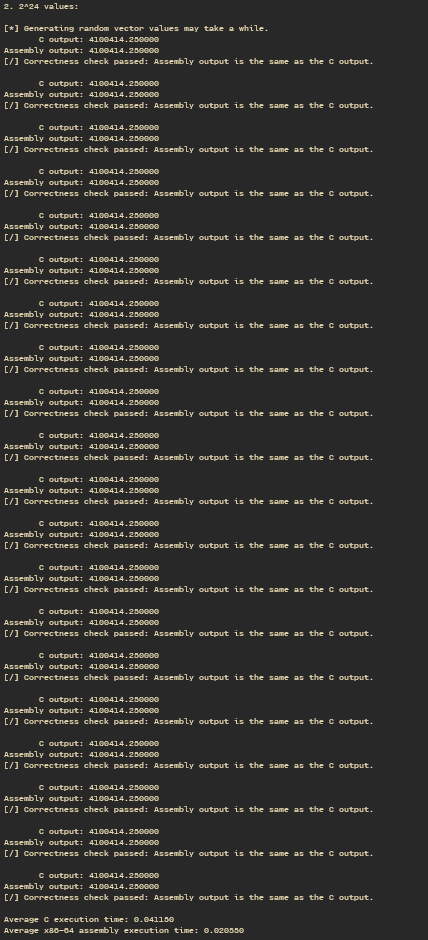 2. 2^24 values:
[*] Generating random vector values may take a while.
C output: 4100414.250000
Assembly output: 4100414.250000
[/] Correctness check passed: Assembly output is the same as the C output.
C output: 4100414.250000
Assembly output: 4100414.250000
[/] Correctness check passed: Assembly output is the same as the C output.
C output: 4100414.250000
Assembly output: 4100414.250000
[/] Correctness check passed: Assembly output is the same as the C output.
C output: 4100414.250000
Assembly output: 4100414.250000
[/] Correctness check passed: Assembly output is the same as the C output.
C output: 4100414.250000
Assembly output: 4100414.250000
[/] Correctness check passed: Assembly output is the same as the C output.
C output: 4100414.250000
Assembly output: 4100414.250000
[/] Correctness check passed: Assembly output is the same as the C output.
C output: 4100414.250000
Assembly output: 4100414.250000
[/] Correctness check passed: Assembly output is the same as the C output.
C output: 4100414.250000
Assembly output: 4100414.250000
[/] Correctness check passed: Assembly output is the same as the C output.
C output: 4100414.250000
Assembly output: 4100414.250000
[/] Correctness check passed: Assembly output is the same as the C output.
C output: 4100414.250000
Assembly output: 4100414.250000
[/] Correctness check passed: Assembly output is the same as the C output.
C output: 4100414.250000
Assembly output: 4100414.250000
[/] Correctness check passed: Assembly output is the same as the C output.
C output: 4100414.250000
Assembly output: 4100414.250000
[/] Correctness check passed: Assembly output is the same as the C output.
C output: 4100414.250000
Assembly output: 4100414.250000
[/] Correctness check passed: Assembly output is the same as the C output.
C output: 4100414.250000
Assembly output: 4100414.250000
[/] Correctness check passed: Assembly output is the same as the C output.
C output: 4100414.250000
Assembly output: 4100414.250000
[/] Correctness check passed: Assembly output is the same as the C output.
C output: 4100414.250000
Assembly output: 4100414.250000
[/] Correctness check passed: Assembly output is the same as the C output.
C output: 4100414.250000
Assembly output: 4100414.250000
[/] Correctness check passed: Assembly output is the same as the C output.
C output: 4100414.250000
Assembly output: 4100414.250000
[/] Correctness check passed: Assembly output is the same as the C output.
C output: 4100414.250000
Assembly output: 4100414.250000
[/] Correctness check passed: Assembly output is the same as the C output.
C output: 4100414.250000
Assembly output: 4100414.250000
[/] Correctness check passed: Assembly output is the same as the C output.
Average C execution time: 0.041150
Average x86-64 assembly execution time: 0.020550